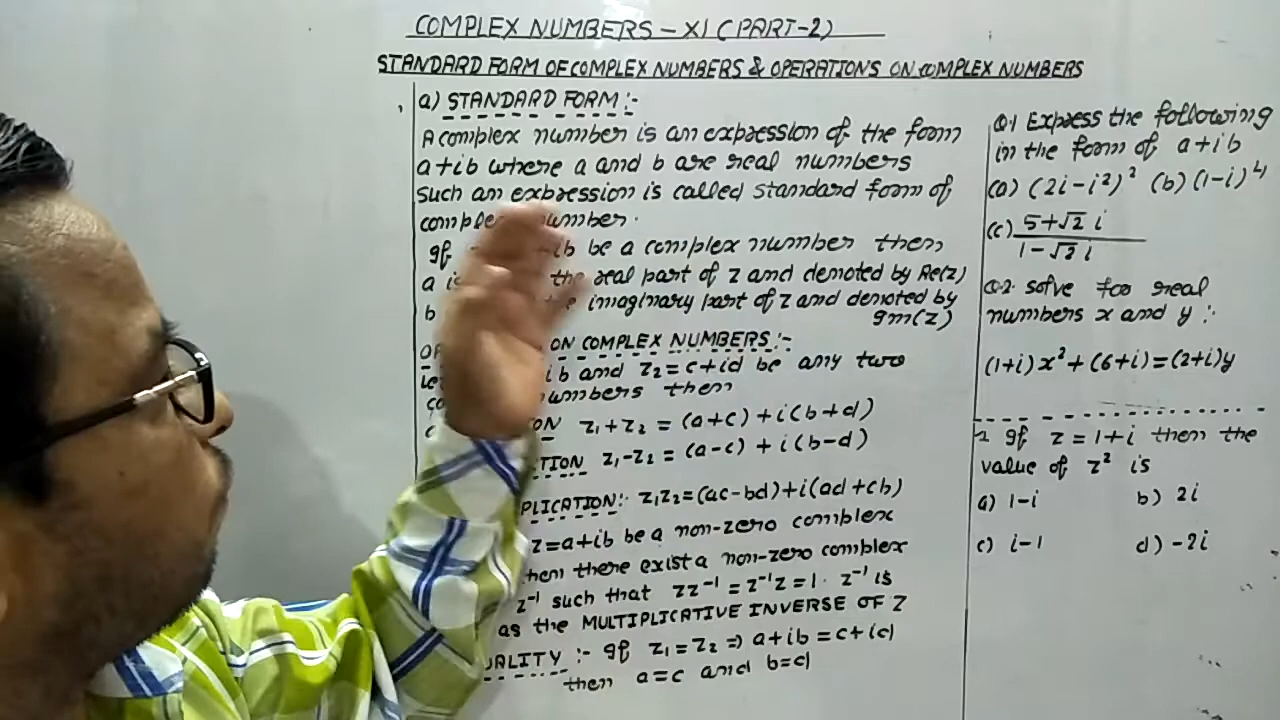 COMPLEX NUMBERS - XI (PART-2)
STANDARD FORM OF COMPLEX NUMBERS & OPERATIONS ON COMPLEX NUMBERS
a) STANDARD FORM :-
A complex number is an expression of the form
a+ib where a and b are real numbers
such an expression is called standard form of
number.
If ib be a complex number then
a the real part of z and denoted by Re(z)
b imaginary part of z and denoted by
Im(z)
ON COMPLEX NUMBERS :-
ib and z₂ = c+id be any two
numbers then
z₁+z₂ = (a+c) + i(b+d)
z₁-z₂ = (a-c) + i(b-d)
z₁z₂ = (ac-bd)+i(ad+cb)
z=a+ib be a non-zero complex
then there exist a non-zero complex
z⁻¹ such that zz⁻¹ = z⁻¹z = 1. z⁻¹ is
as the MULTIPLICATIVE INVERSE OF Z
:- If z₁=z₂ ⇒ a+ib = c+id
then a=c and b=d
Q.1 Express the following
in the form of a+ib
(a) (2i-i²)² (b) (1-i)⁴
(c) 5+√2 i
1-√2 i
Q.2. solve for real
numbers x and y :
(1+i)x²+(6+i)=(2+i)y
If z = 1+i then the
value of z² is
a) 1-i b) 2i
c) i-1 d) -2i